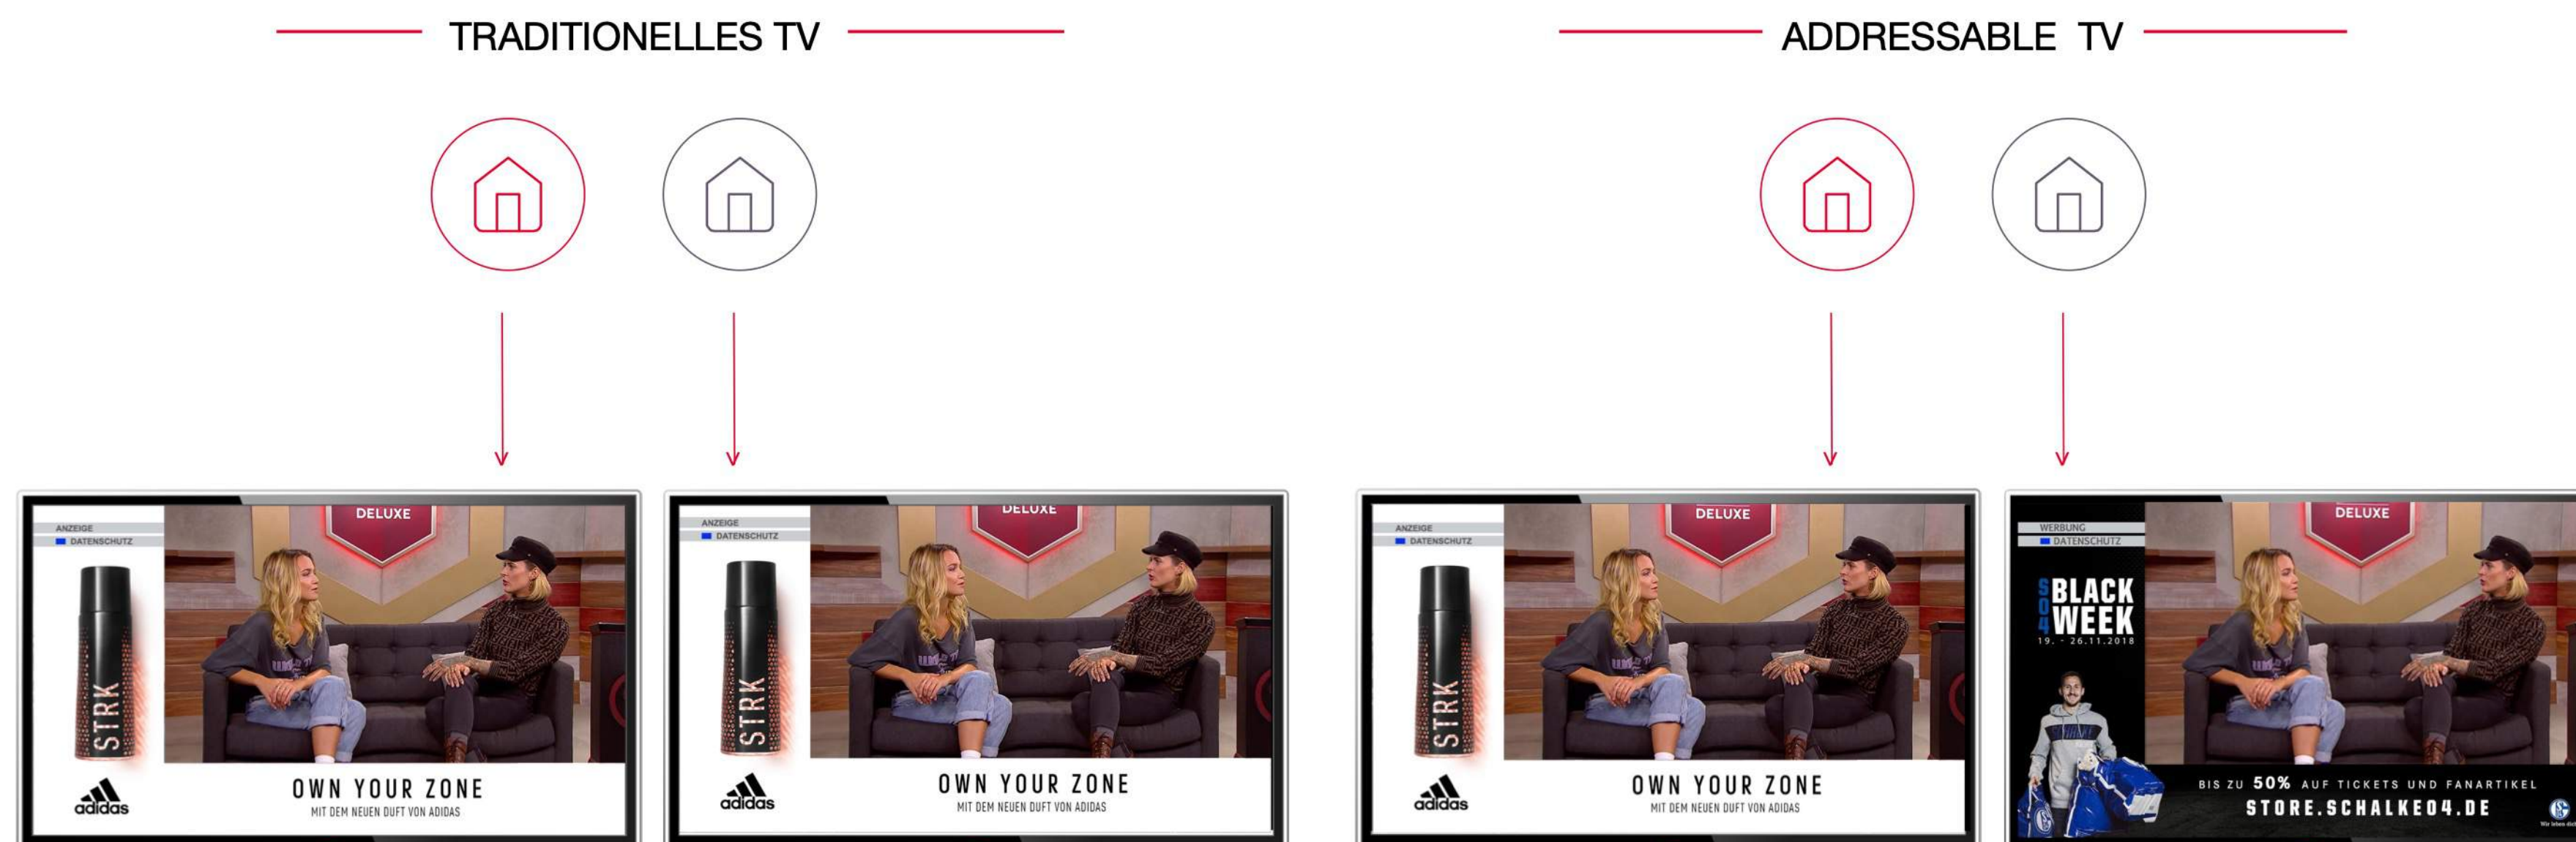 TRADITIONELLES TV
ADDRESSABLE TV
ANZEIGE
DATENSCHUTZ
DELUXE
STRK
adidas
OWN YOUR ZONE
MIT DEM NEUEN DUFT VON ADIDAS
ANZEIGE
DATENSCHUTZ
DELUXE
STRK
adidas
OWN YOUR ZONE
MIT DEM NEUEN DUFT VON ADIDAS
ANZEIGE
DATENSCHUTZ
DELUXE
STRK
adidas
OWN YOUR ZONE
MIT DEM NEUEN DUFT VON ADIDAS
WERBUNG
DATENSCHUTZ
DELUXE
S04
BLACK
WEEK
19. - 26.11.2018
BIS ZU 50% AUF TICKETS UND FANARTIKEL
STORE.SCHALKE04.DE